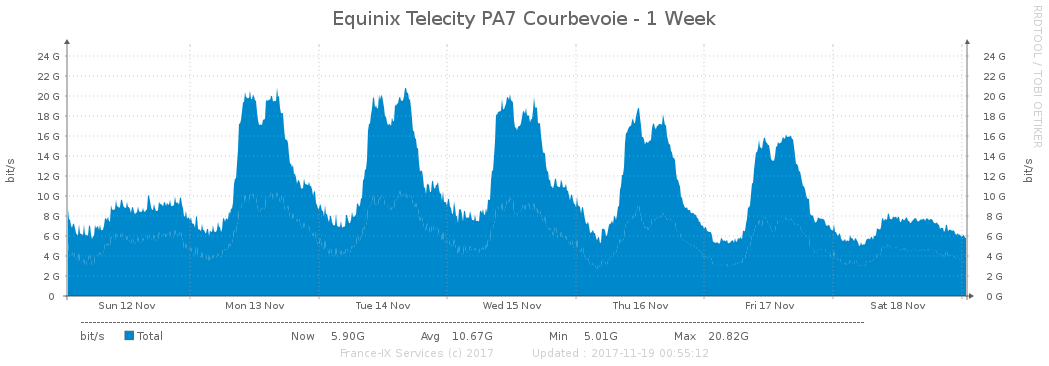 Equinix Telecity PA7 Courbevoie - 1 Week
RRDTOOL / TOBI OETIKER
24 G 24 G
22 G 22 G
20 G 20 G
18 G 18 G
16 G 16 G
14 G 14 G
12 G 12 G
10 G 10 G
8 G 8 G
6 G 6 G
4 G 4 G
2 G 2 G
0 0 G
bit/s bit/s
Sun 12 Nov Mon 13 Nov Tue 14 Nov Wed 15 Nov Thu 16 Nov Fri 17 Nov Sat 18 Nov
bit/s Total Now 5.90G Avg 10.67G Min 5.01G Max 20.82G
France-IX Services (c) 2017 Updated : 2017-11-19 00:55:12